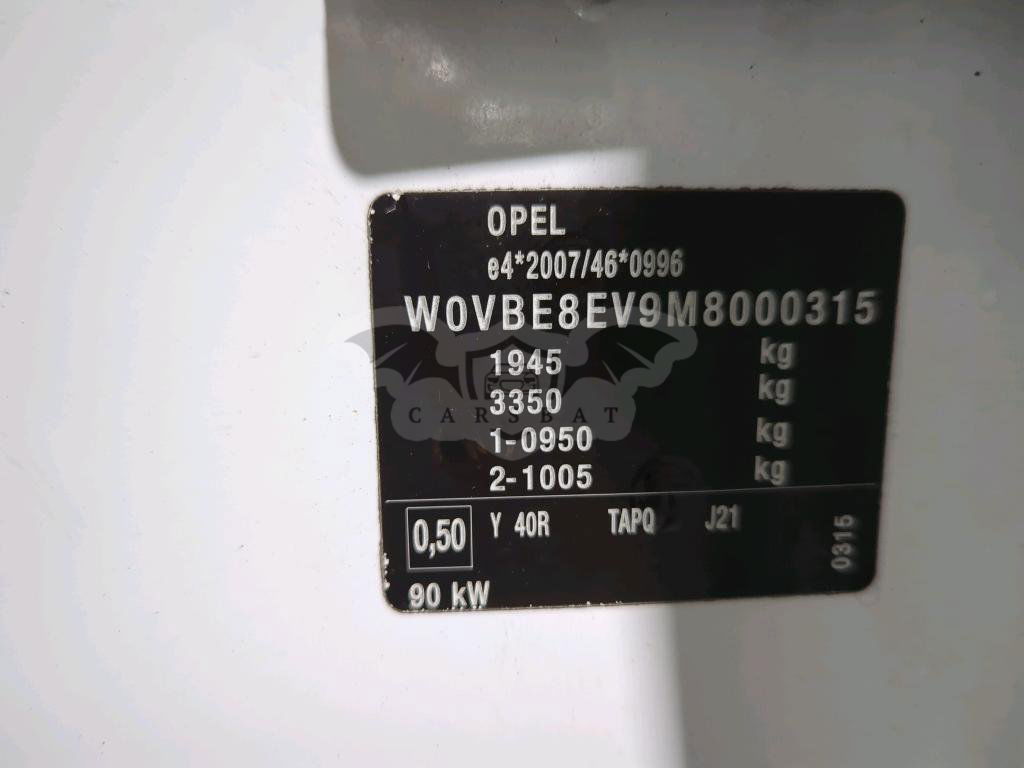 OPEL
e4*2007/46*0996
W0VBE8EV9M8000315
1945 kg
3350 kg
1-0950 kg
2-1005 kg
CARSBAT
0,50 Y 40R TAPQ J21
0315
90 kW